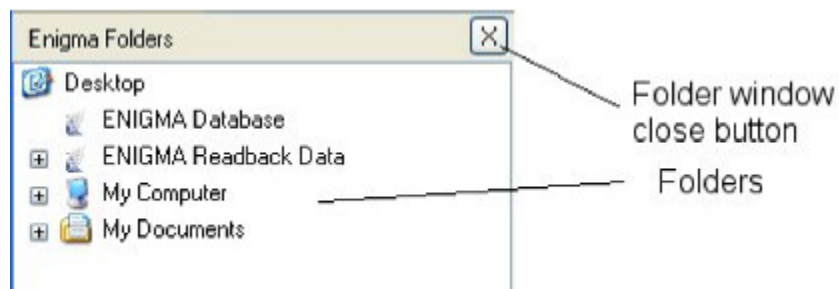 Enigma Folders
X
Desktop
ENIGMA Database
ENIGMA Readback Data
My Computer
My Documents
Folder window
close button
Folders